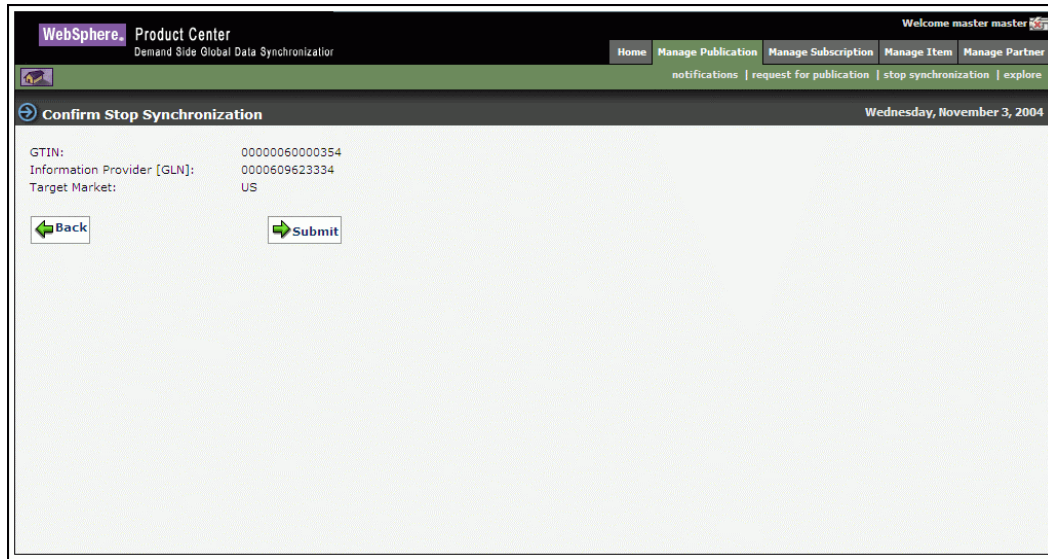 Welcome master master
WebSphere. Product Center
Demand Side Global Data Synchronization
Home Manage Publication Manage Subscription Manage Item Manage Partner
notifications | request for publication | stop synchronization | explore
Confirm Stop Synchronization Wednesday, November 3, 2004
GTIN: 00000060000354
Information Provider [GLN]: 0000609623334
Target Market: US
Back Submit